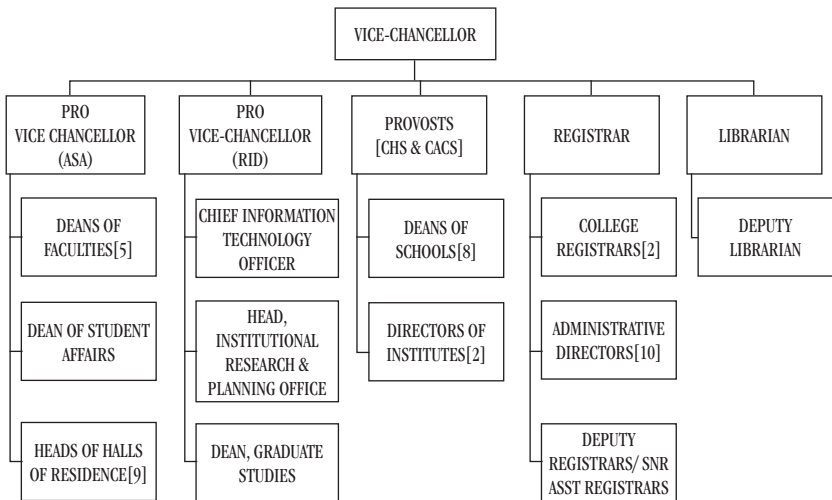 VICE-CHANCELLOR
PRO
VICE CHANCELLOR
(ASA)
PRO
VICE-CHANCELLOR
(RID)
PROVOSTS
[CHS & CACS]
REGISTRAR
LIBRARIAN
DEANS OF
FACULTIES[5]
CHIEF INFORMATION
TECHNOLOGY
OFFICER
DEANS OF
SCHOOLS[8]
COLLEGE
REGISTRARS[2]
DEPUTY
LIBRARIAN
DEAN OF STUDENT
AFFAIRS
HEAD,
INSTITUTIONAL
RESEARCH &
PLANNING OFFICE
DIRECTORS OF
INSTITUTES[2]
ADMINISTRATIVE
DIRECTORS[10]
HEADS OF HALLS
OF RESIDENCE[9]
DEAN, GRADUATE
STUDIES
DEPUTY
REGISTRARS/ SNR
ASST REGISTRARS